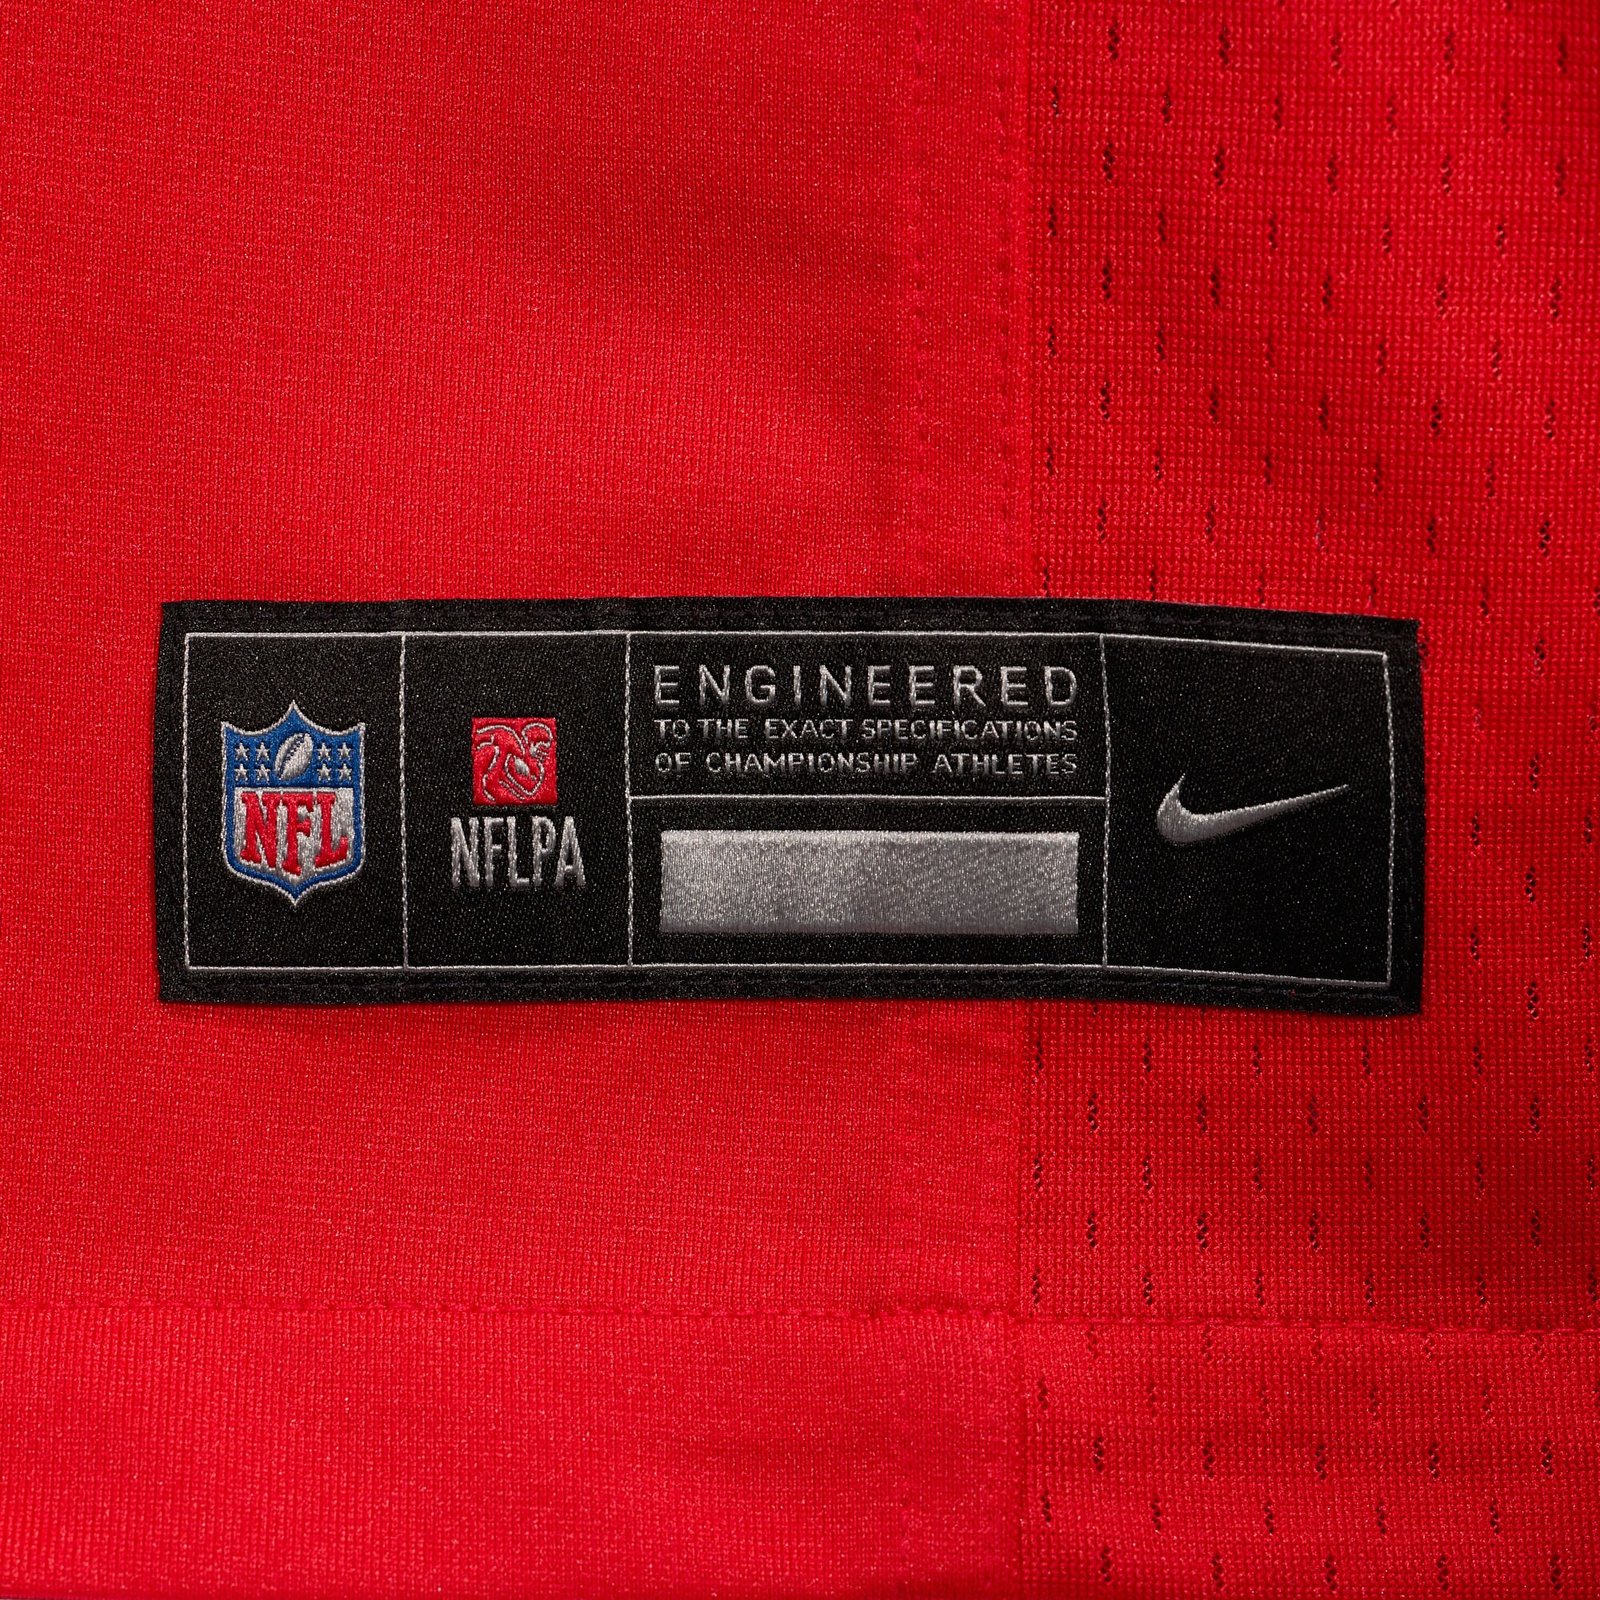 NFL
NFLPA
ENGINEERED
TO THE EXACT SPECIFICATIONS
OF CHAMPIONSHIP ATHLETES